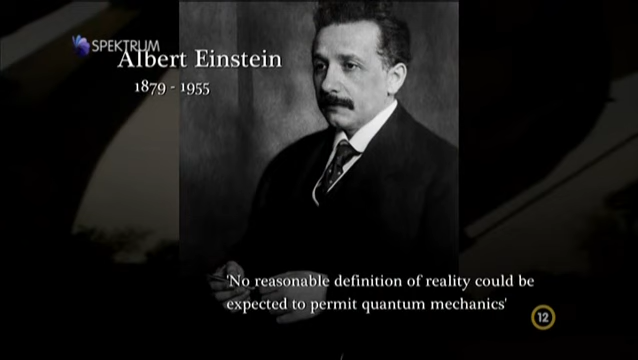 SPEKTRUM
Albert Einstein
1879 - 1955
'No reasonable definition of reality could be
expected to permit quantum mechanics'
12